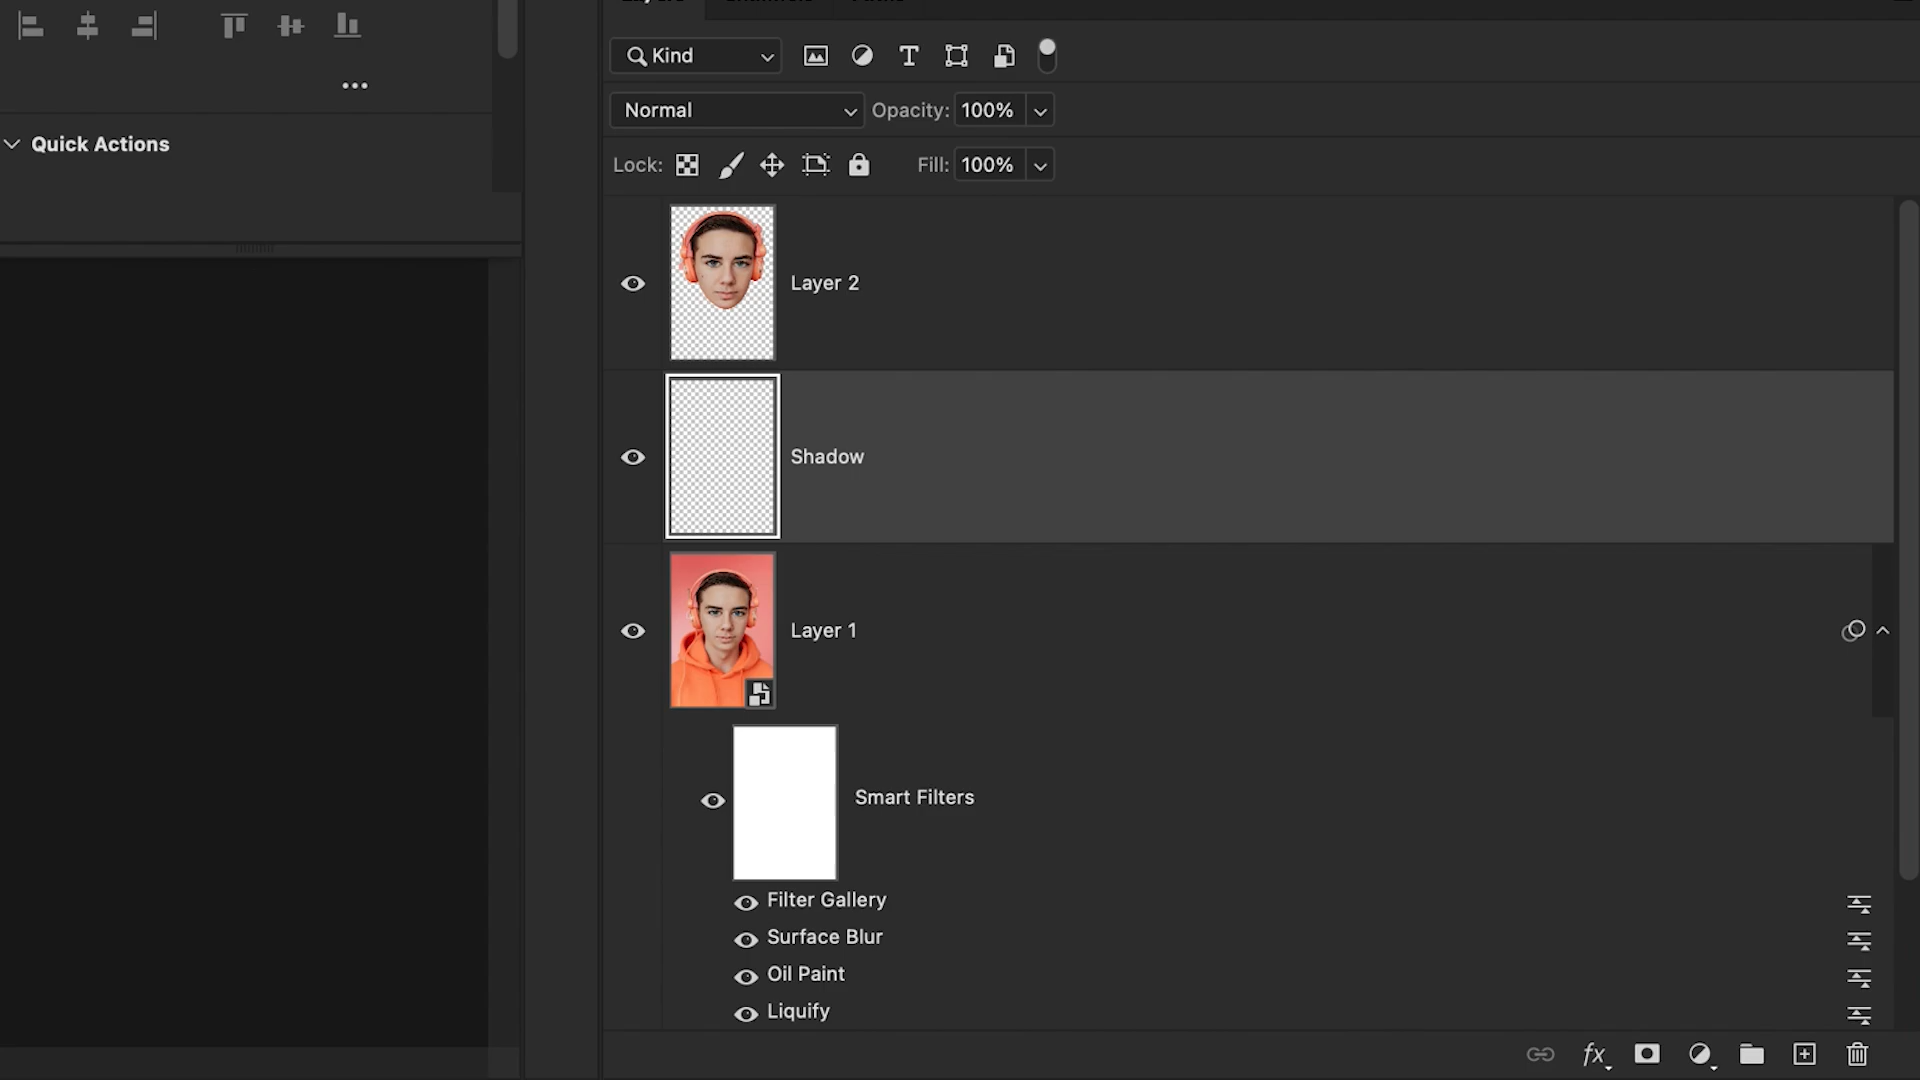 Kind
Normal
Opacity: 100%
Quick Actions
Lock:
Fill: 100%
Layer 2
Shadow
Layer 1
Smart Filters
Filter Gallery
Surface Blur
Oil Paint
Liquify
fx